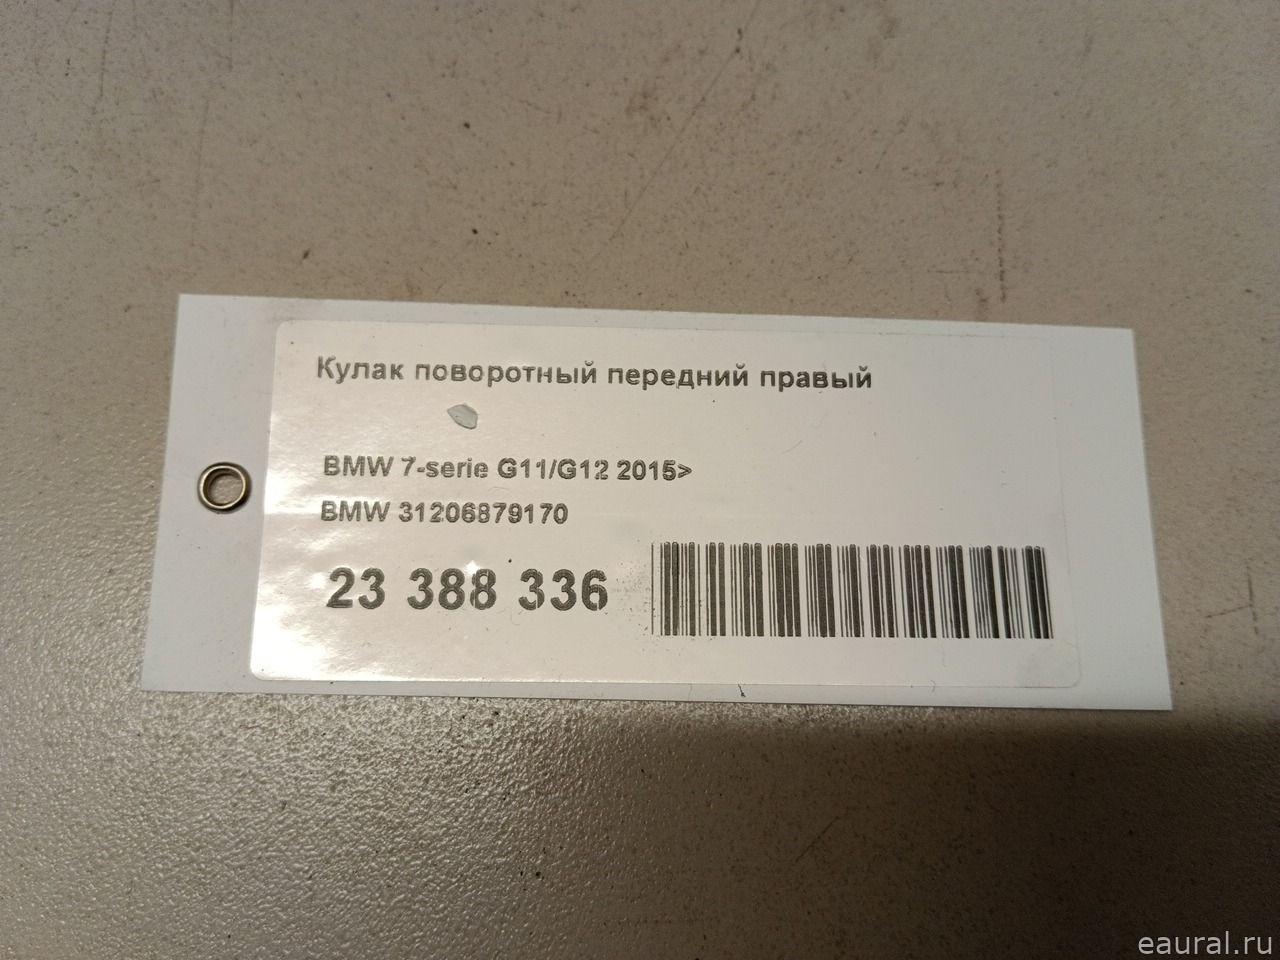 Кулак поворотный передний правый
BMW 7-serie G11/G12 2015>
BMW 31206879170
23 388 336
eaural.ru